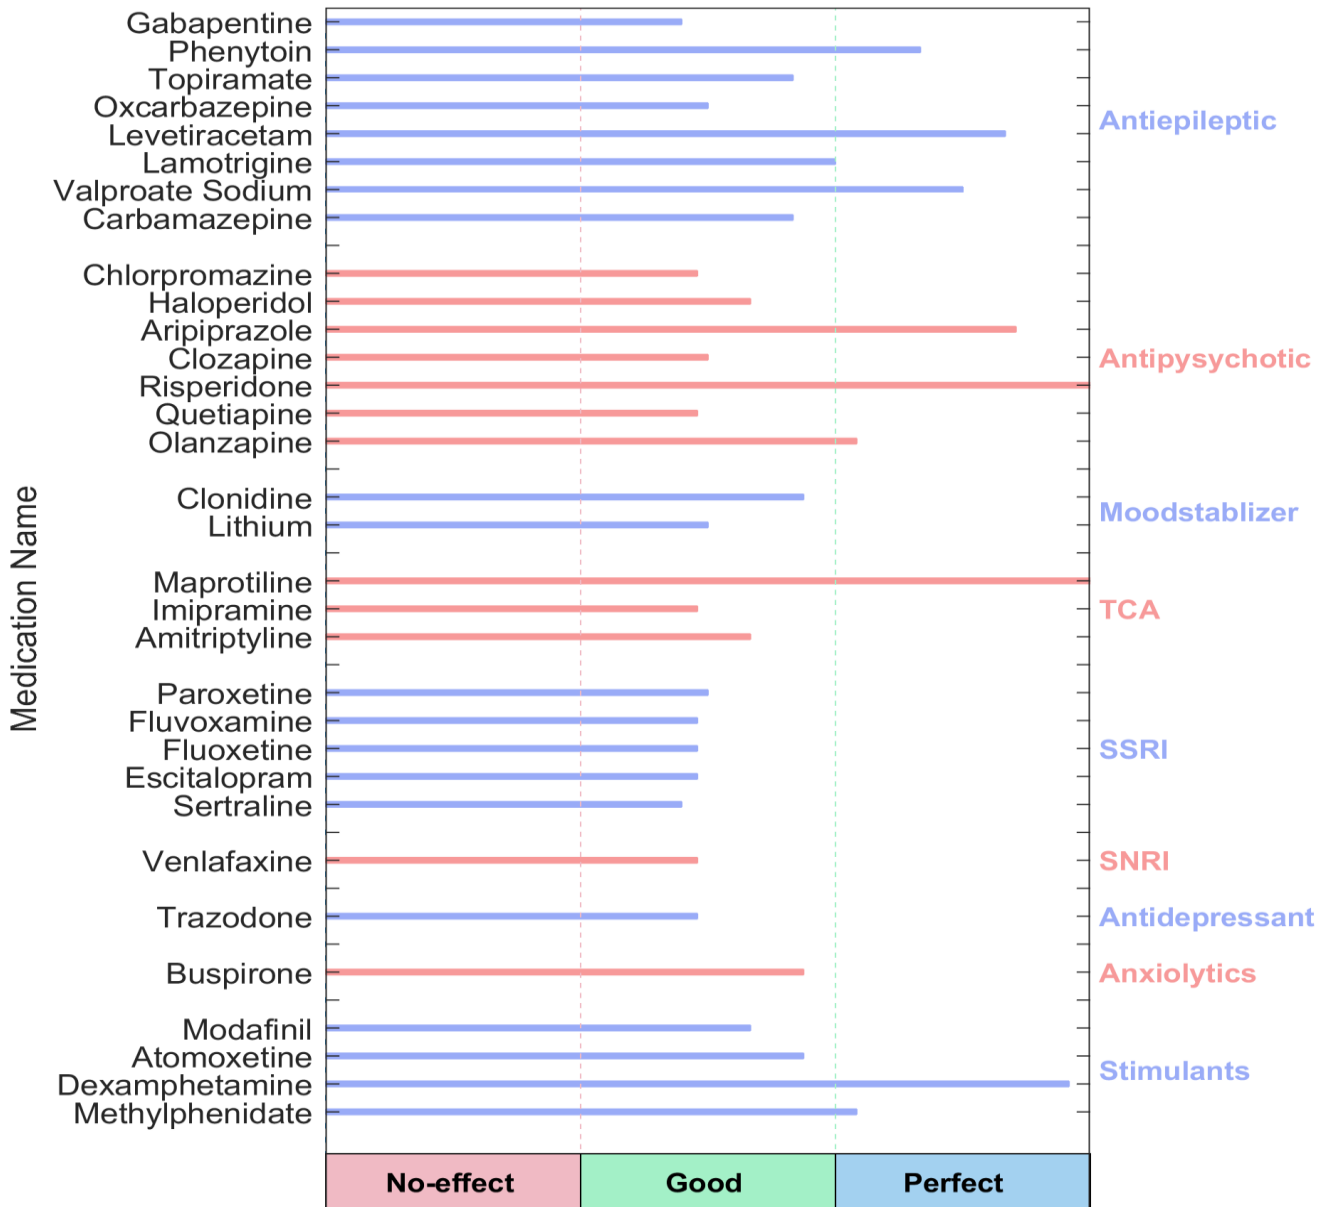 Medication Name
Gabapentine
Phenytoin
Topiramate
Oxcarbazepine
Levetiracetam
Lamotrigine
Valproate Sodium
Carbamazepine
Antiepileptic
Chlorpromazine
Haloperidol
Aripiprazole
Clozapine
Risperidone
Quetiapine
Olanzapine
Antipysychotic
Clonidine
Lithium
Moodstablizer
Maprotiline
Imipramine
Amitriptyline
TCA
Paroxetine
Fluvoxamine
Fluoxetine
Escitalopram
Sertraline
SSRI
Venlafaxine
SNRI
Trazodone
Antidepressant
Buspirone
Anxiolytics
Modafinil
Atomoxetine
Dexamphetamine
Methylphenidate
Stimulants
No-effect
Good
Perfect